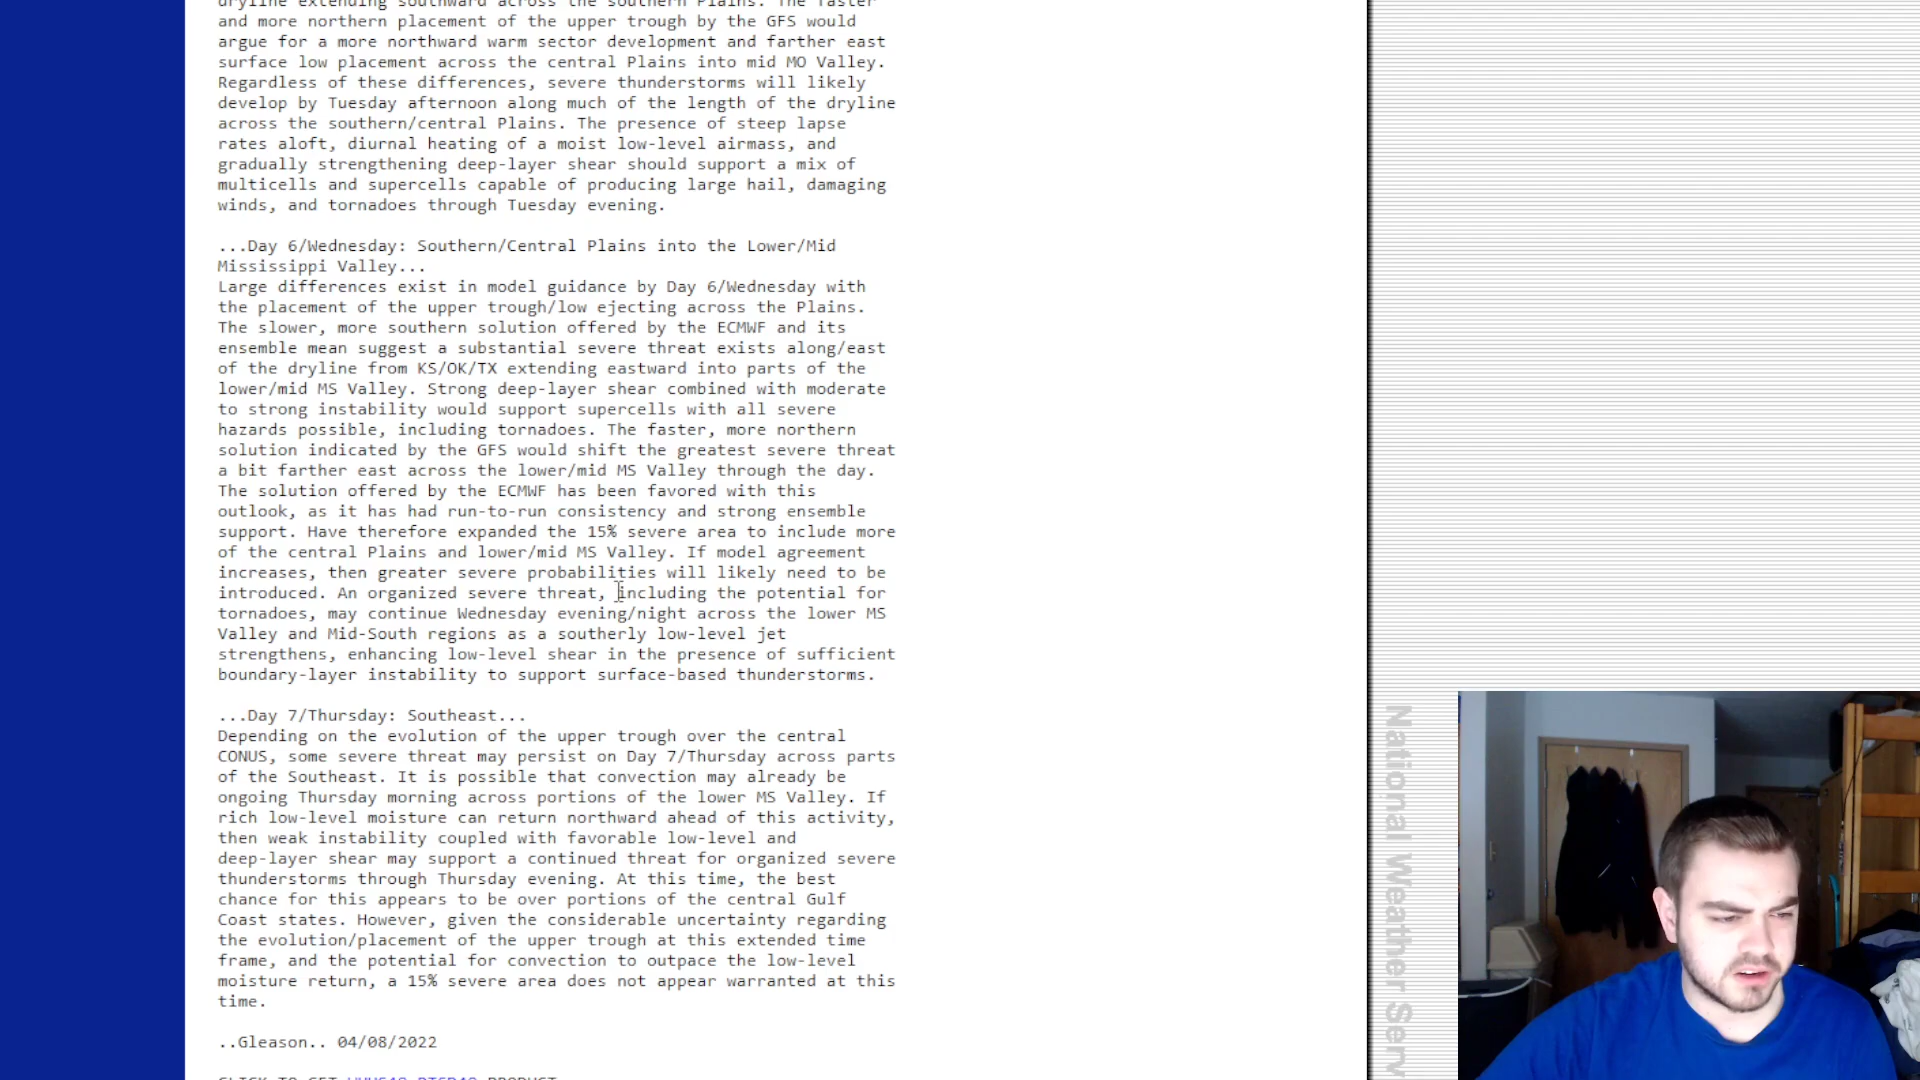 dryline extending southward across the southern Plains. The faster
and more northern placement of the upper trough by the GFS would
argue for a more northward warm sector development and farther east
surface low placement across the central Plains into mid MO Valley.
Regardless of these differences, severe thunderstorms will likely
develop by Tuesday afternoon along much of the length of the dryline
across the southern/central Plains. The presence of steep lapse
rates aloft, diurnal heating of a moist low-level airmass, and
gradually strengthening deep-layer shear should support a mix of
multicells and supercells capable of producing large hail, damaging
winds, and tornadoes through Tuesday evening.
...Day 6/Wednesday: Southern/Central Plains into the Lower/Mid
Mississippi Valley...
Large differences exist in model guidance by Day 6/Wednesday with
the placement of the upper trough/low ejecting across the Plains.
The slower, more southern solution offered by the ECMWF and its
ensemble mean suggest a substantial severe threat exists along/east
of the dryline from KS/OK/TX extending eastward into parts of the
lower/mid MS Valley. Strong deep-layer shear combined with moderate
to strong instability would support supercells with all severe
hazards possible, including tornadoes. The faster, more northern
solution indicated by the GFS would shift the greatest severe threat
a bit farther east across the lower/mid MS Valley through the day.
The solution offered by the ECMWF has been favored with this
outlook, as it has had run-to-run consistency and strong ensemble
support. Have therefore expanded the 15% severe area to include more
of the central Plains and lower/mid MS Valley. If model agreement
increases, then greater severe probabilities will likely need to be
introduced. An organized severe threat, including the potential for
tornadoes, may continue Wednesday evening/night across the lower MS
Valley and Mid-South regions as a southerly low-level jet
strengthens, enhancing low-level shear in the presence of sufficient
boundary-layer instability to support surface-based thunderstorms.
...Day 7/Thursday: Southeast...
Depending on the evolution of the upper trough over the central
CONUS, some severe threat may persist on Day 7/Thursday across parts
of the Southeast. It is possible that convection may already be
ongoing Thursday morning across portions of the lower MS Valley. If
rich low-level moisture can return northward ahead of this activity,
then weak instability coupled with favorable low-level and
deep-layer shear may support a continued threat for organized severe
thunderstorms through Thursday evening. At this time, the best
chance for this appears to be over portions of the central Gulf
Coast states. However, given the considerable uncertainty regarding
the evolution/placement of the upper trough at this extended time
frame, and the potential for convection to outpace the low-level
moisture return, a 15% severe area does not appear warranted at this
time.
..Gleason.. 04/08/2022
CLICK TO GET WUUS48 PTSD48 PRODUCT
National Weather Serv